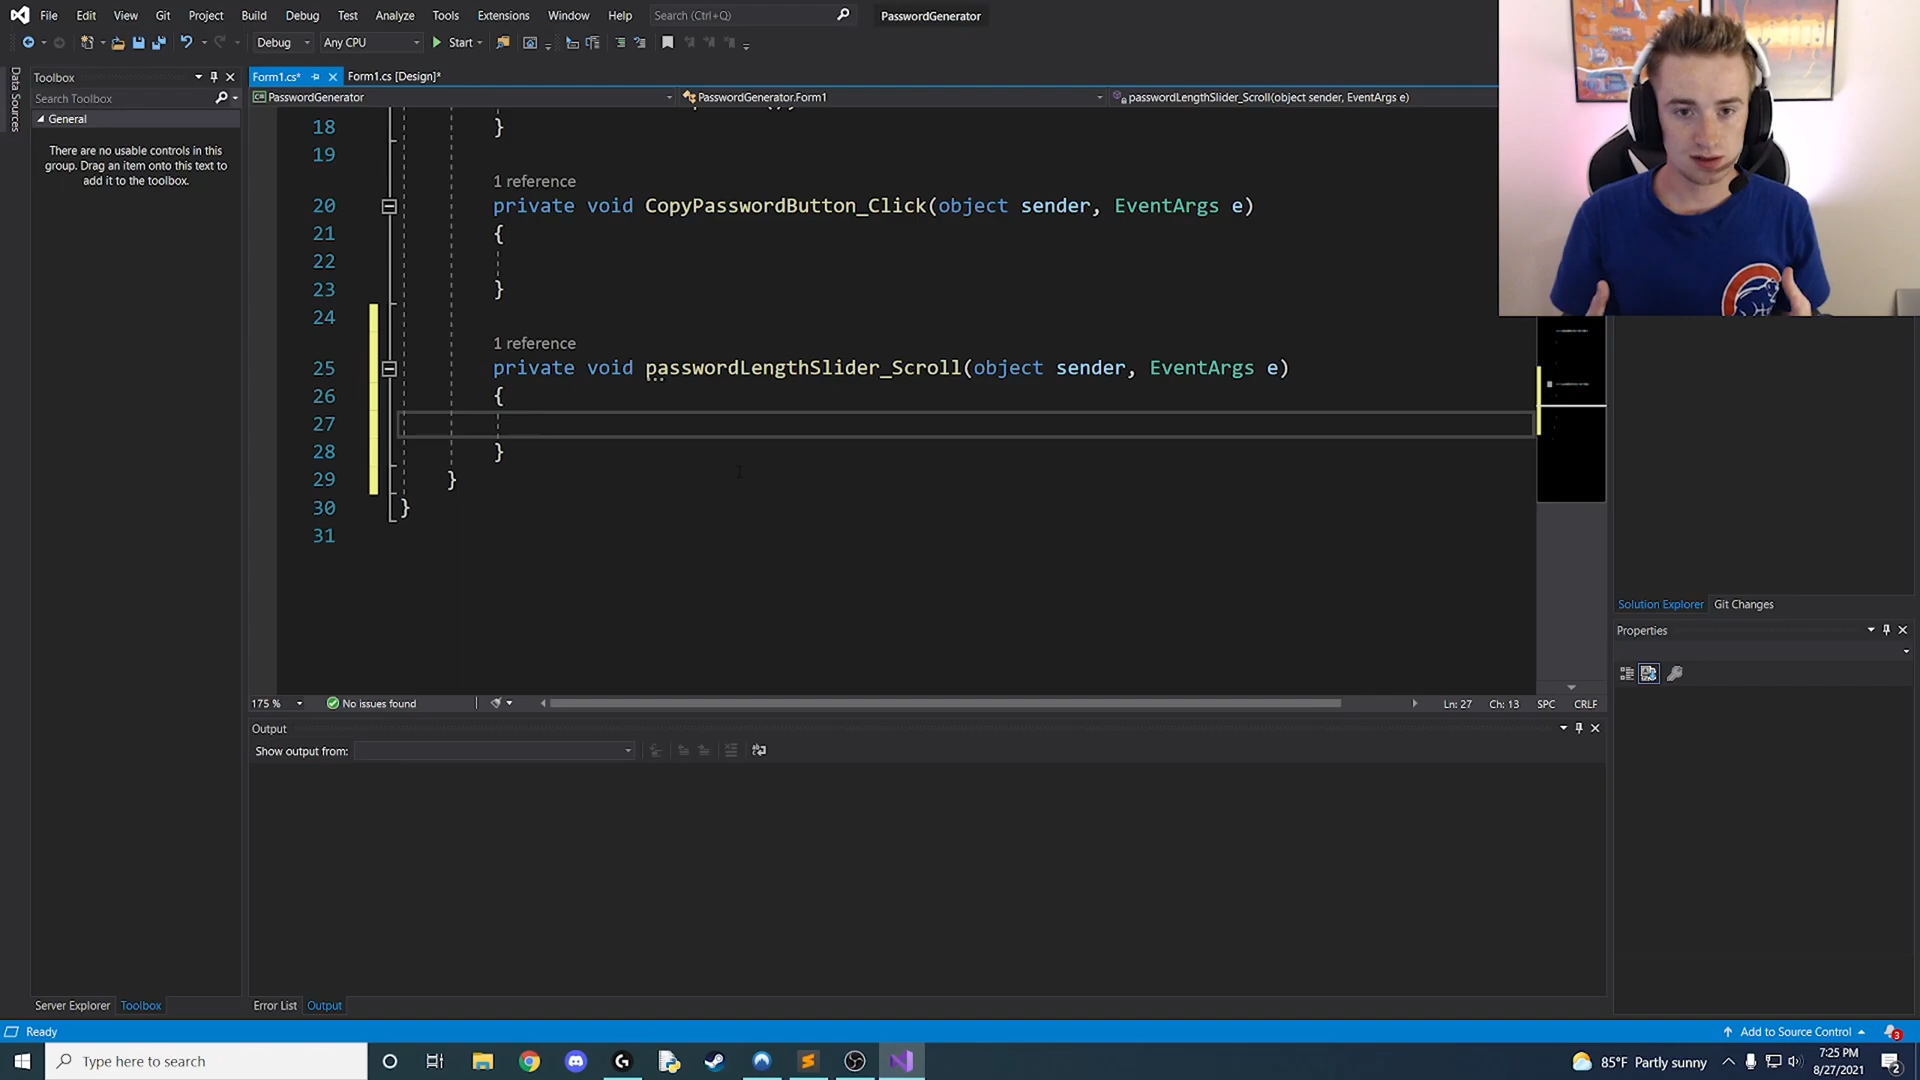 File Edit View Git Project Build Debug Test Analyze Tools Extensions Window Help Search (Ctrl+Q) PasswordGenerator
Debug Any CPU Start
Data Sources
Toolbox
Search Toolbox
General
There are no usable controls in this
group. Drag an item onto this text to
add it to the toolbox.
Form1.cs* Form1.cs [Design]*
PasswordGenerator PasswordGenerator.Form1 passwordLengthSlider_Scroll(object sender, EventArgs e)
18 }
19
1 reference
20 private void CopyPasswordButton_Click(object sender, EventArgs e)
21 {
22
23 }
24
1 reference
25 private void passwordLengthSlider_Scroll(object sender, EventArgs e)
26 {
27
28 }
29 }
30 }
31
175 % No issues found Ln: 27 Ch: 13 SPC CRLF
Solution Explorer Git Changes
Properties
Output
Show output from:
Server Explorer Toolbox
Error List Output
Ready Add to Source Control 3
Type here to search
85°F Partly sunny
7:25 PM
8/27/2021
2